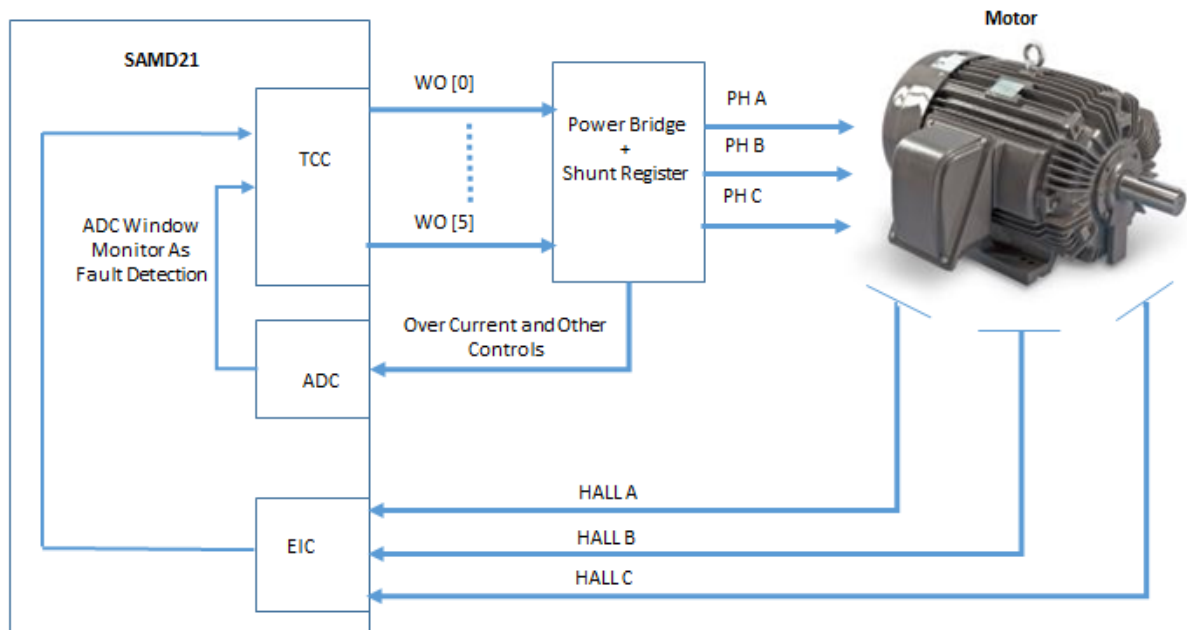 Motor
SAMD21
WO [0]
PH A
Power Bridge
+
Shunt Register
TCC
PH B
PH C
WO [5]
ADC Window
Monitor As
Fault Detection
Over Current and Other
Controls
ADC
HALL A
EIC
HALL B
HALL C